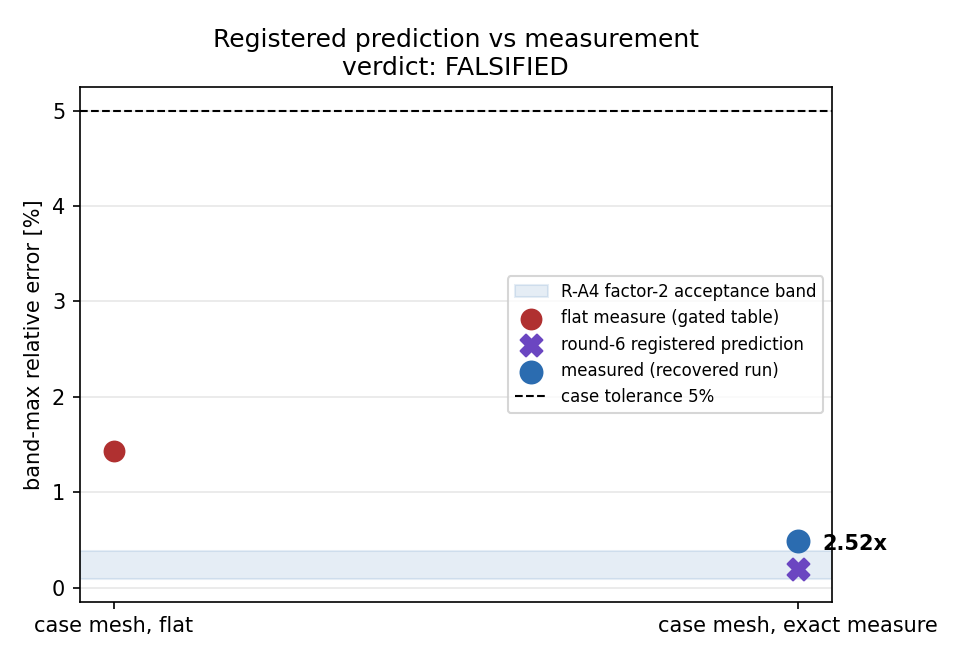 Registered prediction vs measurement
verdict: FALSIFIED
band-max relative error [%]
5
4
3
2
1
0
R-A4 factor-2 acceptance band
flat measure (gated table)
round-6 registered prediction
measured (recovered run)
case tolerance 5%
2.52x
case mesh, flat
case mesh, exact measure